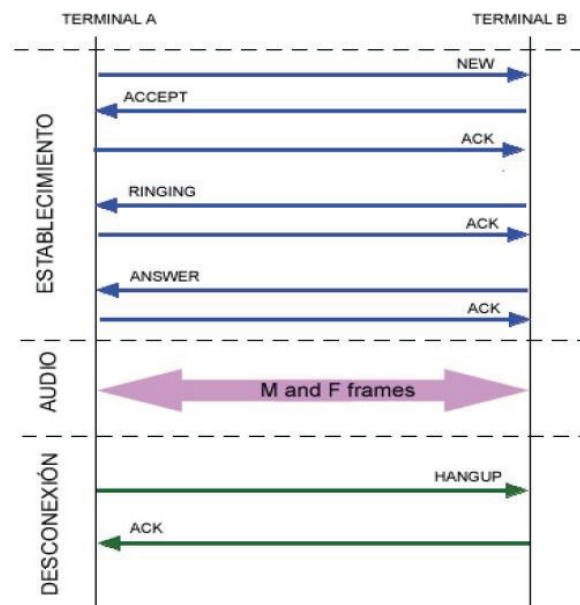 TERMINAL A
TERMINAL B
ESTABLECIMIENTO
NEW
ACCEPT
ACK
RINGING
ACK
ANSWER
ACK
AUDIO
M and F frames
DESCONEXIÓN
HANGUP
ACK